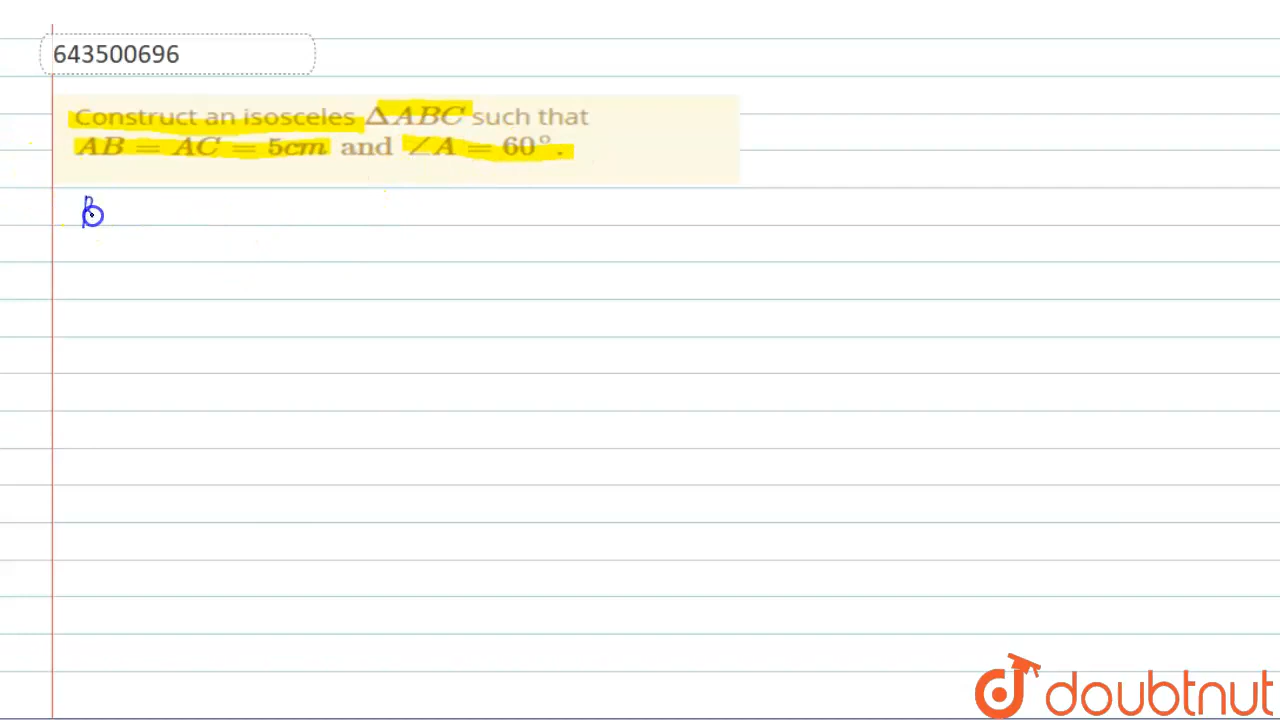 643500696
Construct an isosceles ΔABC such that
AB = AC = 5cm and ∠A = 60°.
doubtnut